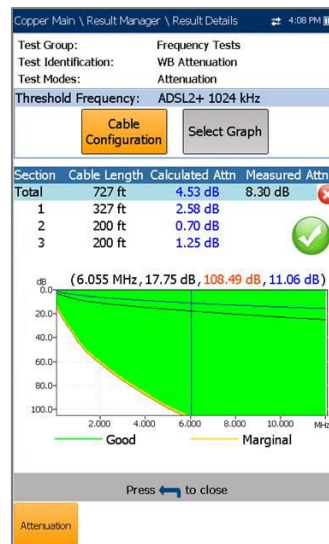 Copper Main \ Result Manager \ Result Details 4:08 PM
Test Group: Frequency Tests
Test Identification: WB Attenuation
Test Modes: Attenuation
Threshold Frequency: ADSL2+ 1024 kHz
Cable Configuration
Select Graph
Section Cable Length Calculated Attn Measured Attn
Total 727 ft 4.53 dB 8.30 dB
1 327 ft 2.58 dB
2 200 ft 0.70 dB
3 200 ft 1.25 dB
dB (6.055 MHz, 17.75 dB, 108.49 dB, 11.06 dB)
0.0
20.0
40.0
60.0
80.0
100.0
2.000 4.000 6.000 8.000 10.000 MHz
Good Marginal
Press to close
Attenuation